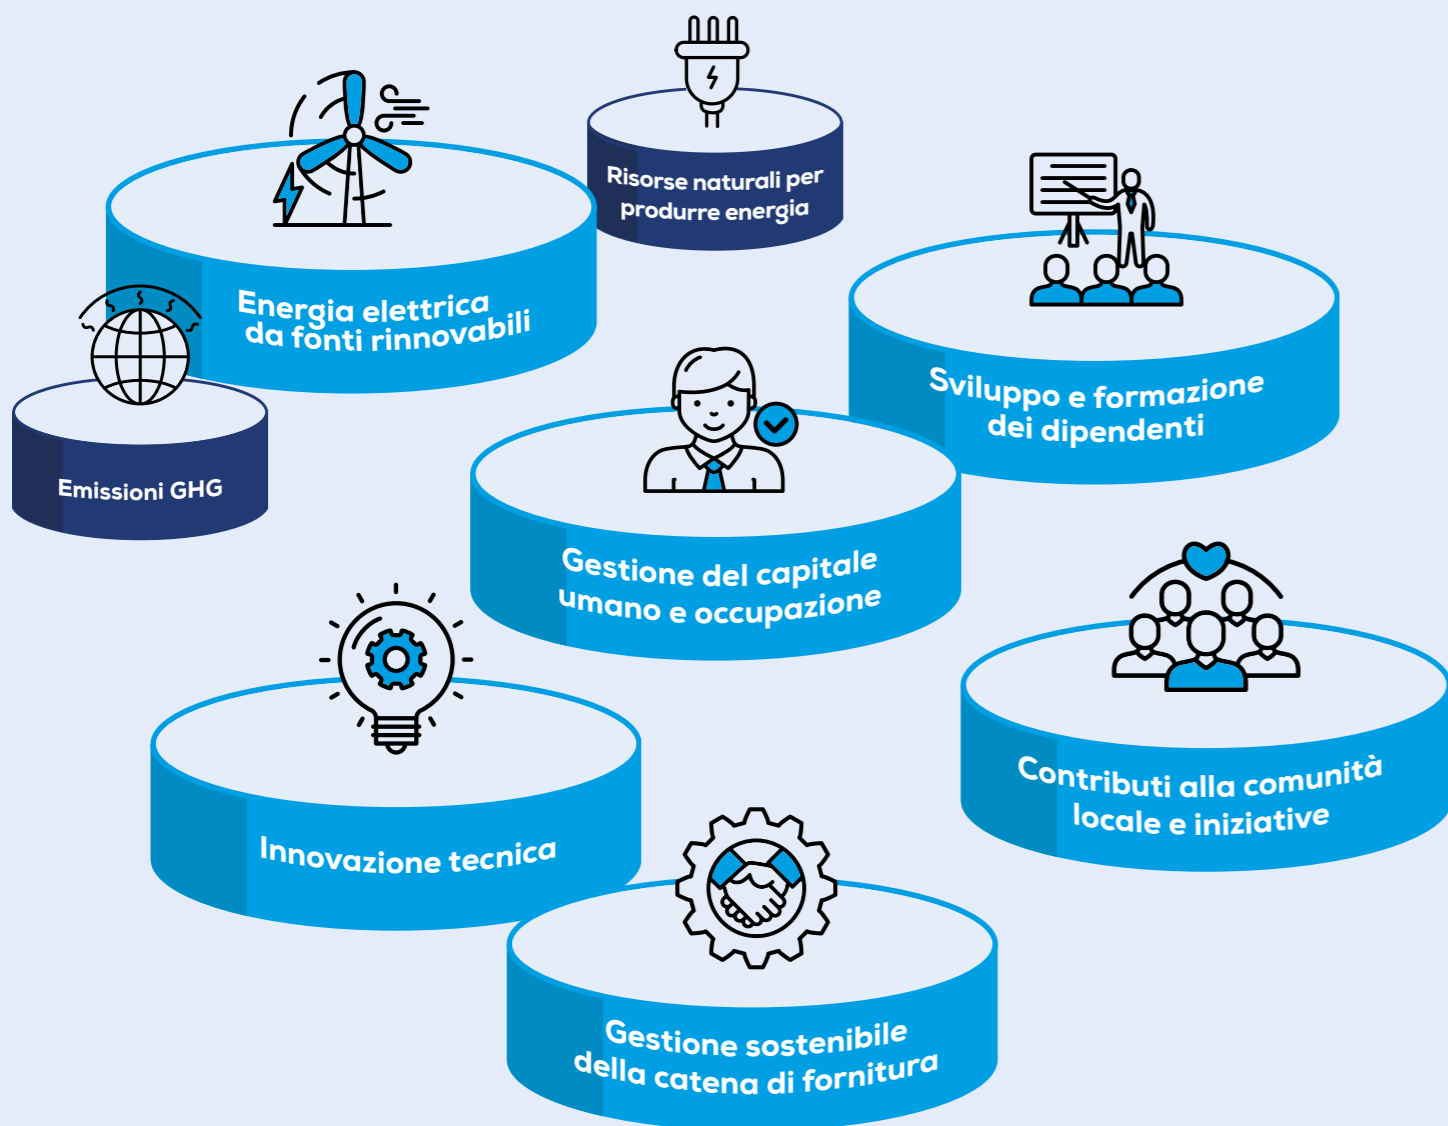 Risorse naturali per
produrre energia
Energia elettrica
da fonti rinnovabili
Sviluppo e formazione
dei dipendenti
Emissioni GHG
Gestione del capitale
umano e occupazione
Contributi alla comunità
locale e iniziative
Innovazione tecnica
Gestione sostenibile
della catena di fornitura